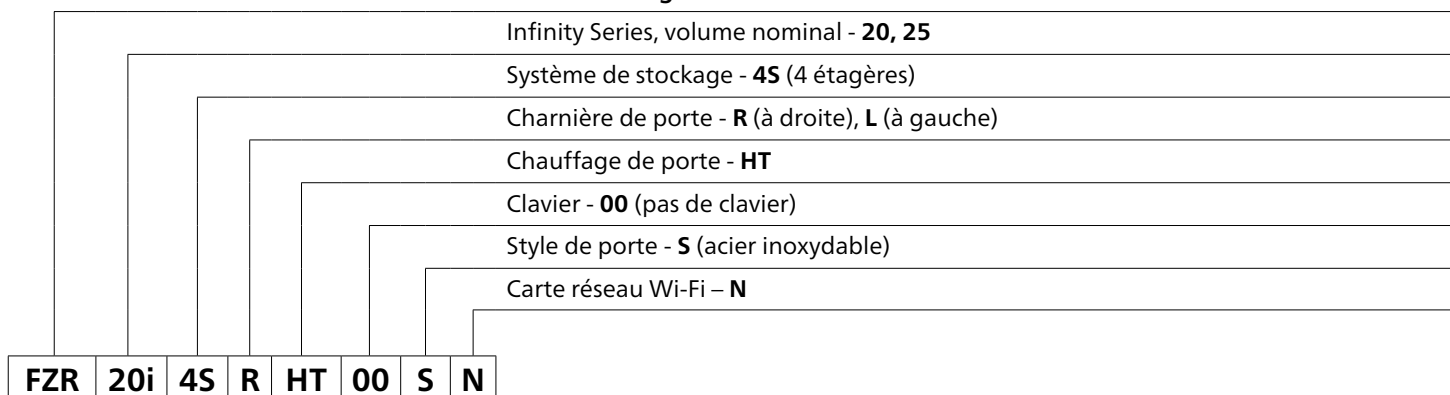 Infinity Series, volume nominal - 20, 25
Système de stockage - 4S (4 étagères)
Charnière de porte - R (à droite), L (à gauche)
Chauffage de porte - HT
Clavier - 00 (pas de clavier)
Style de porte - S (acier inoxydable)
Carte réseau Wi-Fi – N
FZR 20i 4S R HT 00 S N